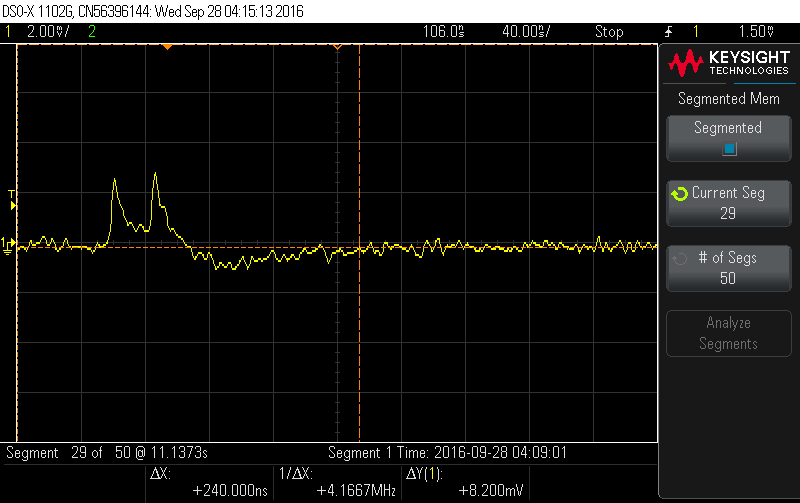 DSO-X 1102G, CN56396144: Wed Sep 28 04:15:13 2016
1 2.00V/ 2 106.0％ 40.00％ Stop 1 1.50V
KEYSIGHT
TECHNOLOGIES
Segmented Mem
Segmented
Current Seg
29
# of Segs
50
Analyze
Segments
T
1
Segment 29 of 50 @ 11.1373s Segment 1 Time: 2016-09-28 04:09:01
ΔX: 1/ΔX: ΔY(1):
+240.000ns +4.1667MHz +8.200mV